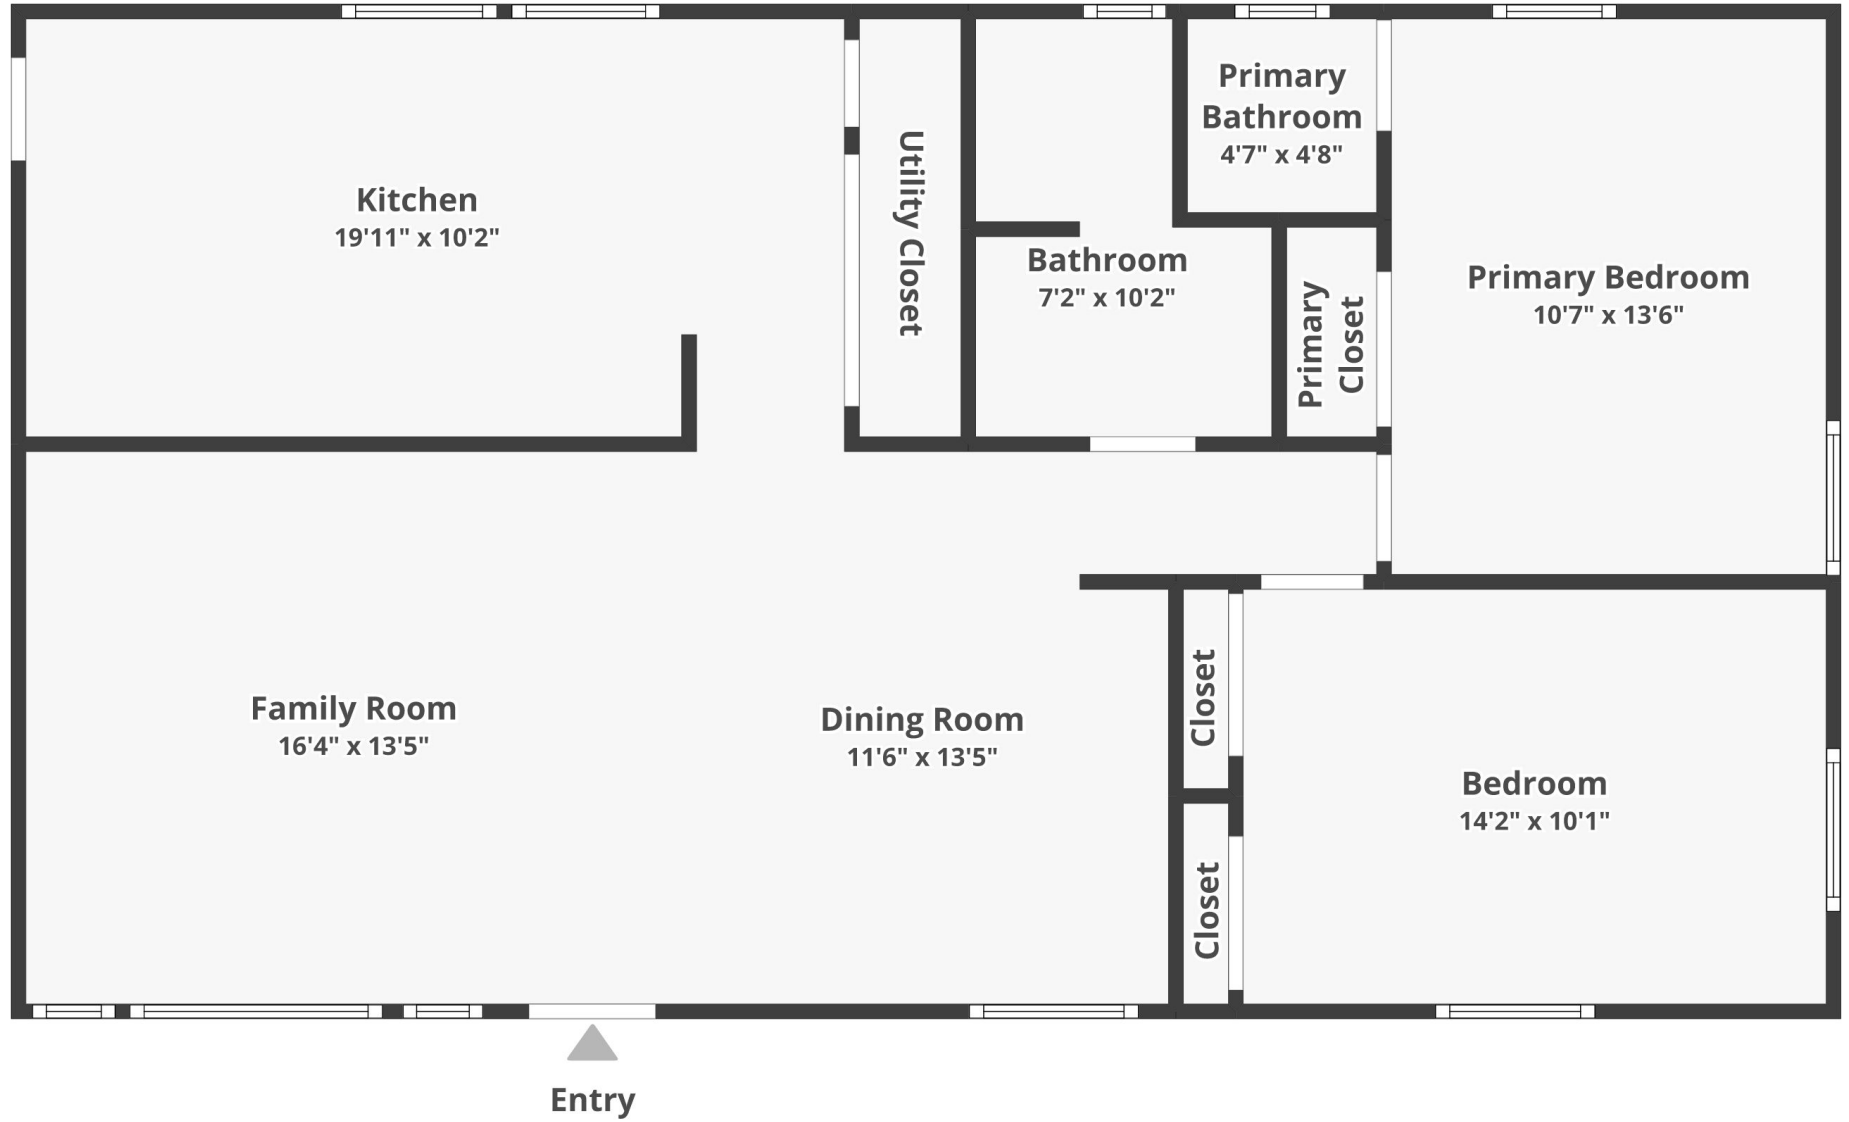 Kitchen
19'11" x 10'2"
Utility Closet
Bathroom
7'2" x 10'2"
Primary
Bathroom
4'7" x 4'8"
Primary
Closet
Primary Bedroom
10'7" x 13'6"
Family Room
16'4" x 13'5"
Dining Room
11'6" x 13'5"
Closet
Closet
Bedroom
14'2" x 10'1"
Entry